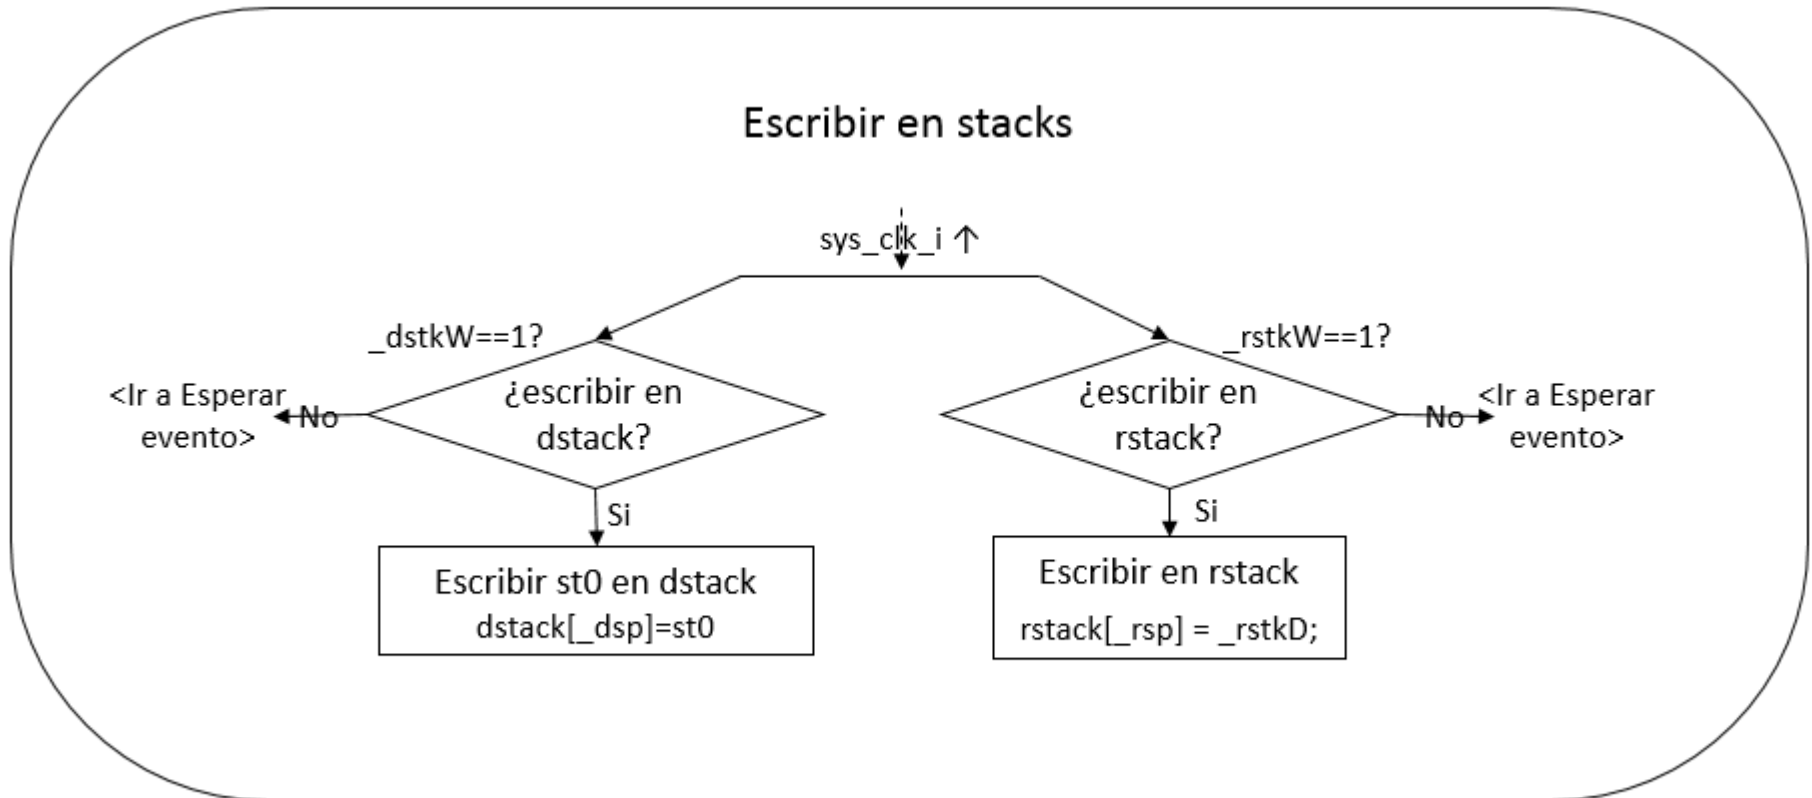 Escribir en stacks
sys_clk_i ↑
_dstkW==1?
_rstkW==1?
¿escribir en
dstack?
¿escribir en
rstack?
<Ir a Esperar
evento>
No
No
<Ir a Esperar
evento>
Si
Si
Escribir st0 en dstack
dstack[_dsp]=st0
Escribir en rstack
rstack[_rsp] = _rstkD;